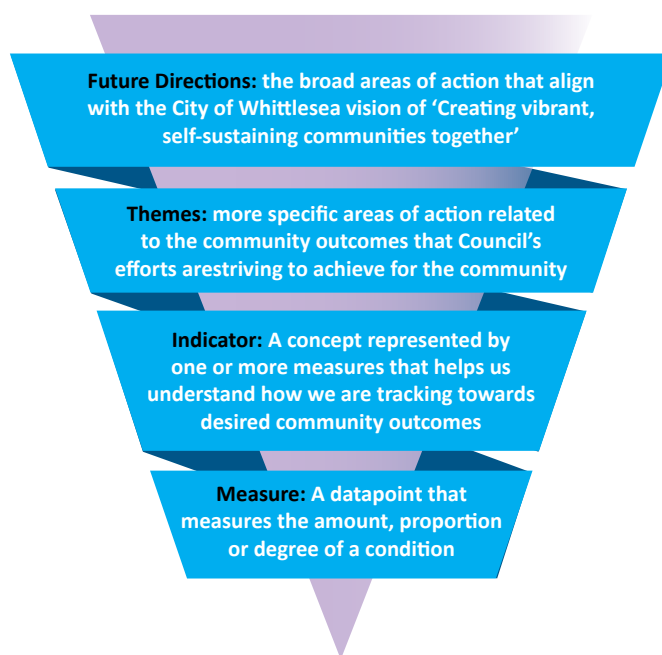 Future Directions: the broad areas of action that align
with the City of Whittlesea vision of ‘Creating vibrant,
self-sustaining communities together’
Themes: more specific areas of action related
to the community outcomes that Council’s
efforts arestriving to achieve for the community
Indicator: A concept represented by
one or more measures that helps us
understand how we are tracking towards
desired community outcomes
Measure: A datapoint that
measures the amount, proportion
or degree of a condition